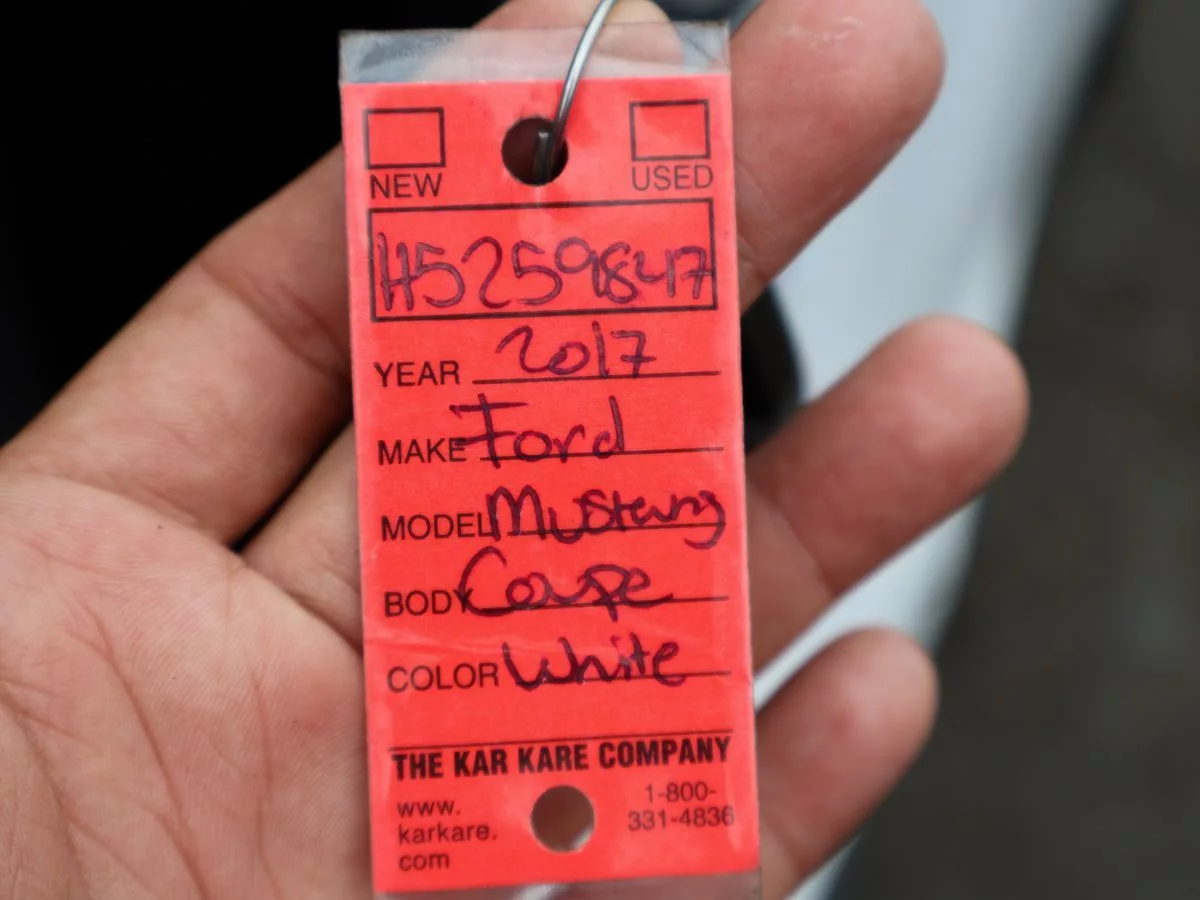 NEW USED
H5259847
YEAR 2017
MAKE Ford
MODEL Mustang
BODY Coupe
COLOR White
THE KAR KARE COMPANY
www. 1-800-
karkare. 331-4836
com